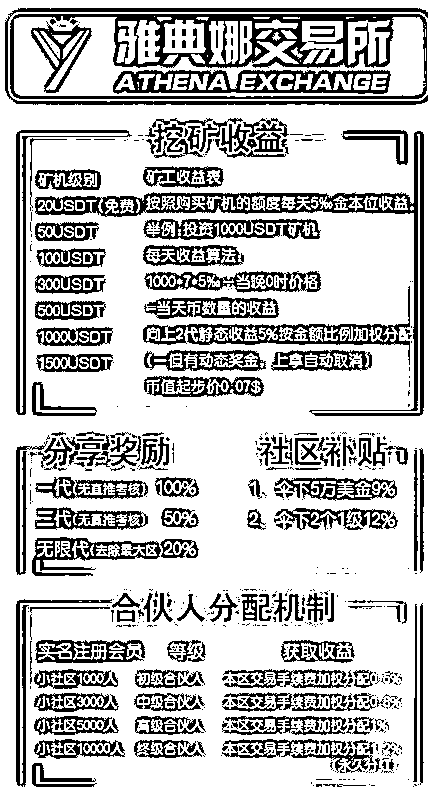 雅典娜交易所
ATHENA EXCHANGE
挖矿收益
矿机级别 矿工收益表
20USDT(免费) 按照购买矿机的额度每天5‰金本位收益.
50USDT 举例:投资1000USDT矿机
100USDT 每天收益算法:
300USDT 1000*7*5‰÷当晚0时价格
500USDT =当天币数量的收益
1000USDT 向上2代静态收益5%按金额比例加权分配
1500USDT (一但有动态奖金,上享自动取消)
币值起步价0.07$
分享奖励 社区补贴
一代(无直推考核) 100% 1、伞下5万美金9%
三代(无直推考核) 50% 2、伞下2个1级12%
无限代(去除最大区)20%
合伙人分配机制
实名注册会员 等级 获取收益
小社区1000人 初级合伙人 本区交易手续费加权分配0.5%
小社区3000人 中级合伙人 本区交易手续费加权分配0.8%
小社区5000人 高级合伙人 本区交易手续费加权分配1%
小社区10000人 终级合伙人 本区交易手续费加权分配1.2%
(永久分红)